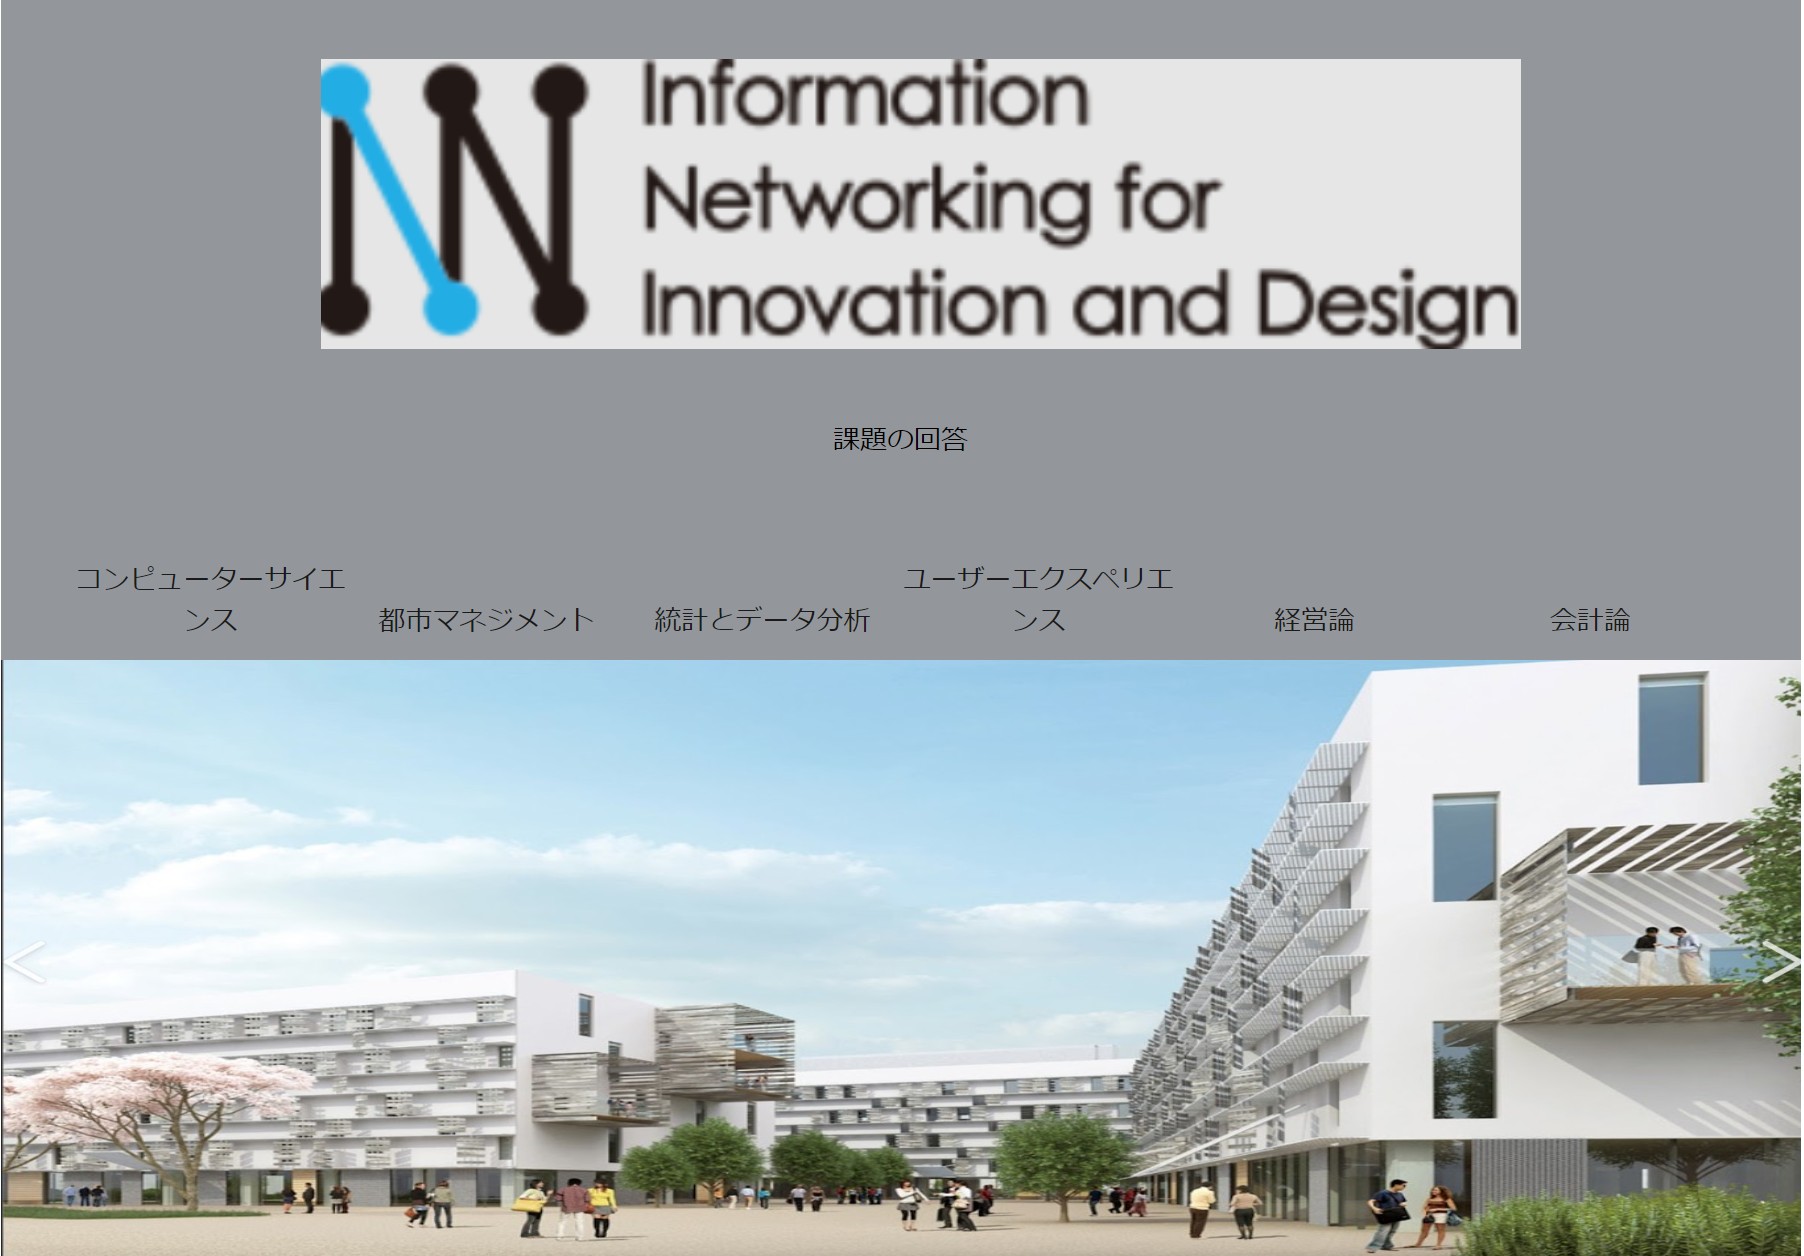 Information
Networking for
Innovation and Design
課題の回答
コンピューターサイエ
ンス
都市マネジメント
統計とデータ分析
ユーザーエクスペリエ
ンス
経営論
会計論